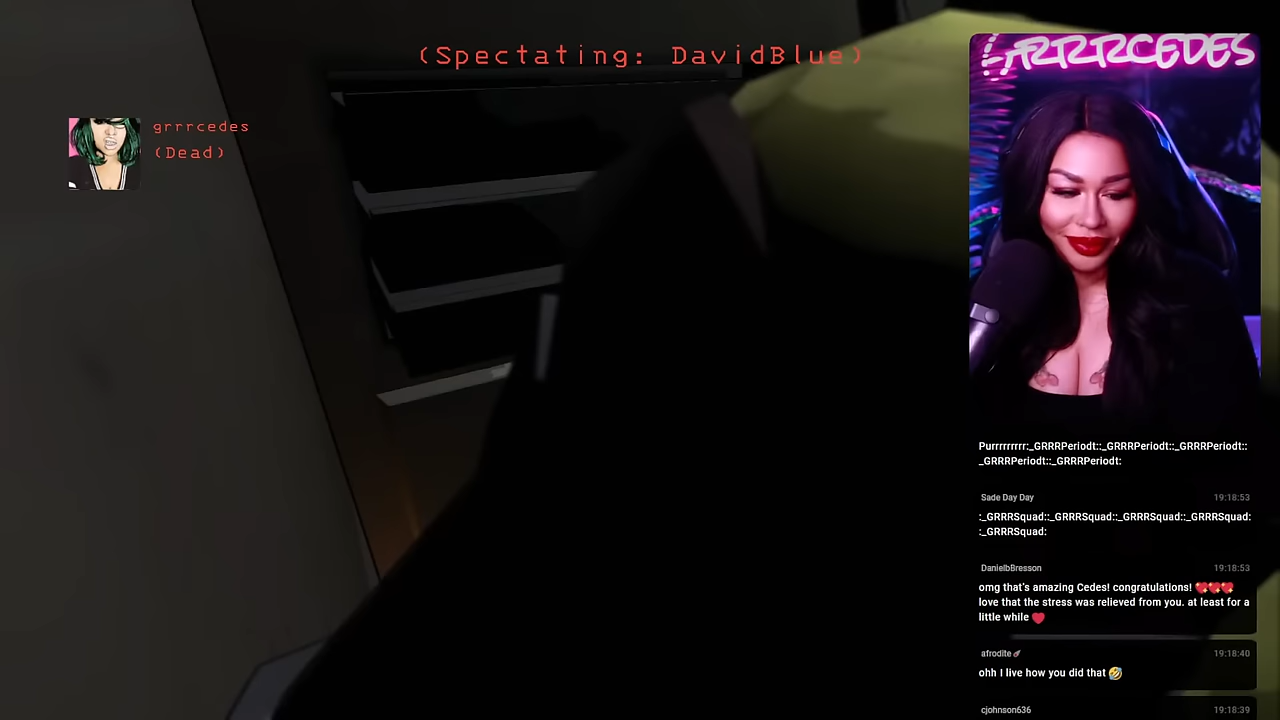 (Spectating: DavidBlue)
grrrcedes
(Dead)
GRRRCEDES
Purrrrrrrr:_GRRRPeriodt::_GRRRPeriodt::_GRRRPeriodt::
_GRRRPeriodt::_GRRRPeriodt:
Sade Day Day 19:18:53
:_GRRRSquad::_GRRRSquad::_GRRRSquad::_GRRRSquad:
:_GRRRSquad:
DanielbBresson 19:18:53
omg that's amazing Cedes! congratulations! 💖💖💖
love that the stress was relieved from you. at least for a
little while ❤️
afrodite🪮 19:18:40
ohh I live how you did that 🤣
cjohnson636 19:18:39